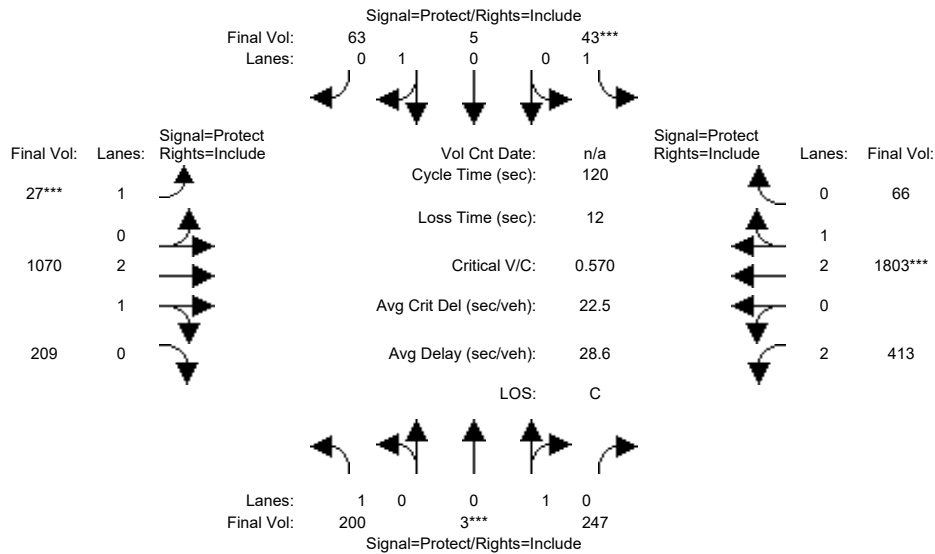 Signal=Protect/Rights=Include
Final Vol: 63 5 43***
Lanes: 0 1 0 0 1
Signal=Protect
Final Vol: Lanes: Rights=Include
Vol Cnt Date: n/a
Signal=Protect
Rights=Include Lanes: Final Vol:
Cycle Time (sec): 120
27*** 1
0 66
Loss Time (sec): 12
0
1
1070 2
Critical V/C: 0.570
2 1803***
1
Avg Crit Del (sec/veh): 22.5
0
209 0
Avg Delay (sec/veh): 28.6
2 413
LOS: C
Lanes: 1 0 0 1 0
Final Vol: 200 3*** 247
Signal=Protect/Rights=Include